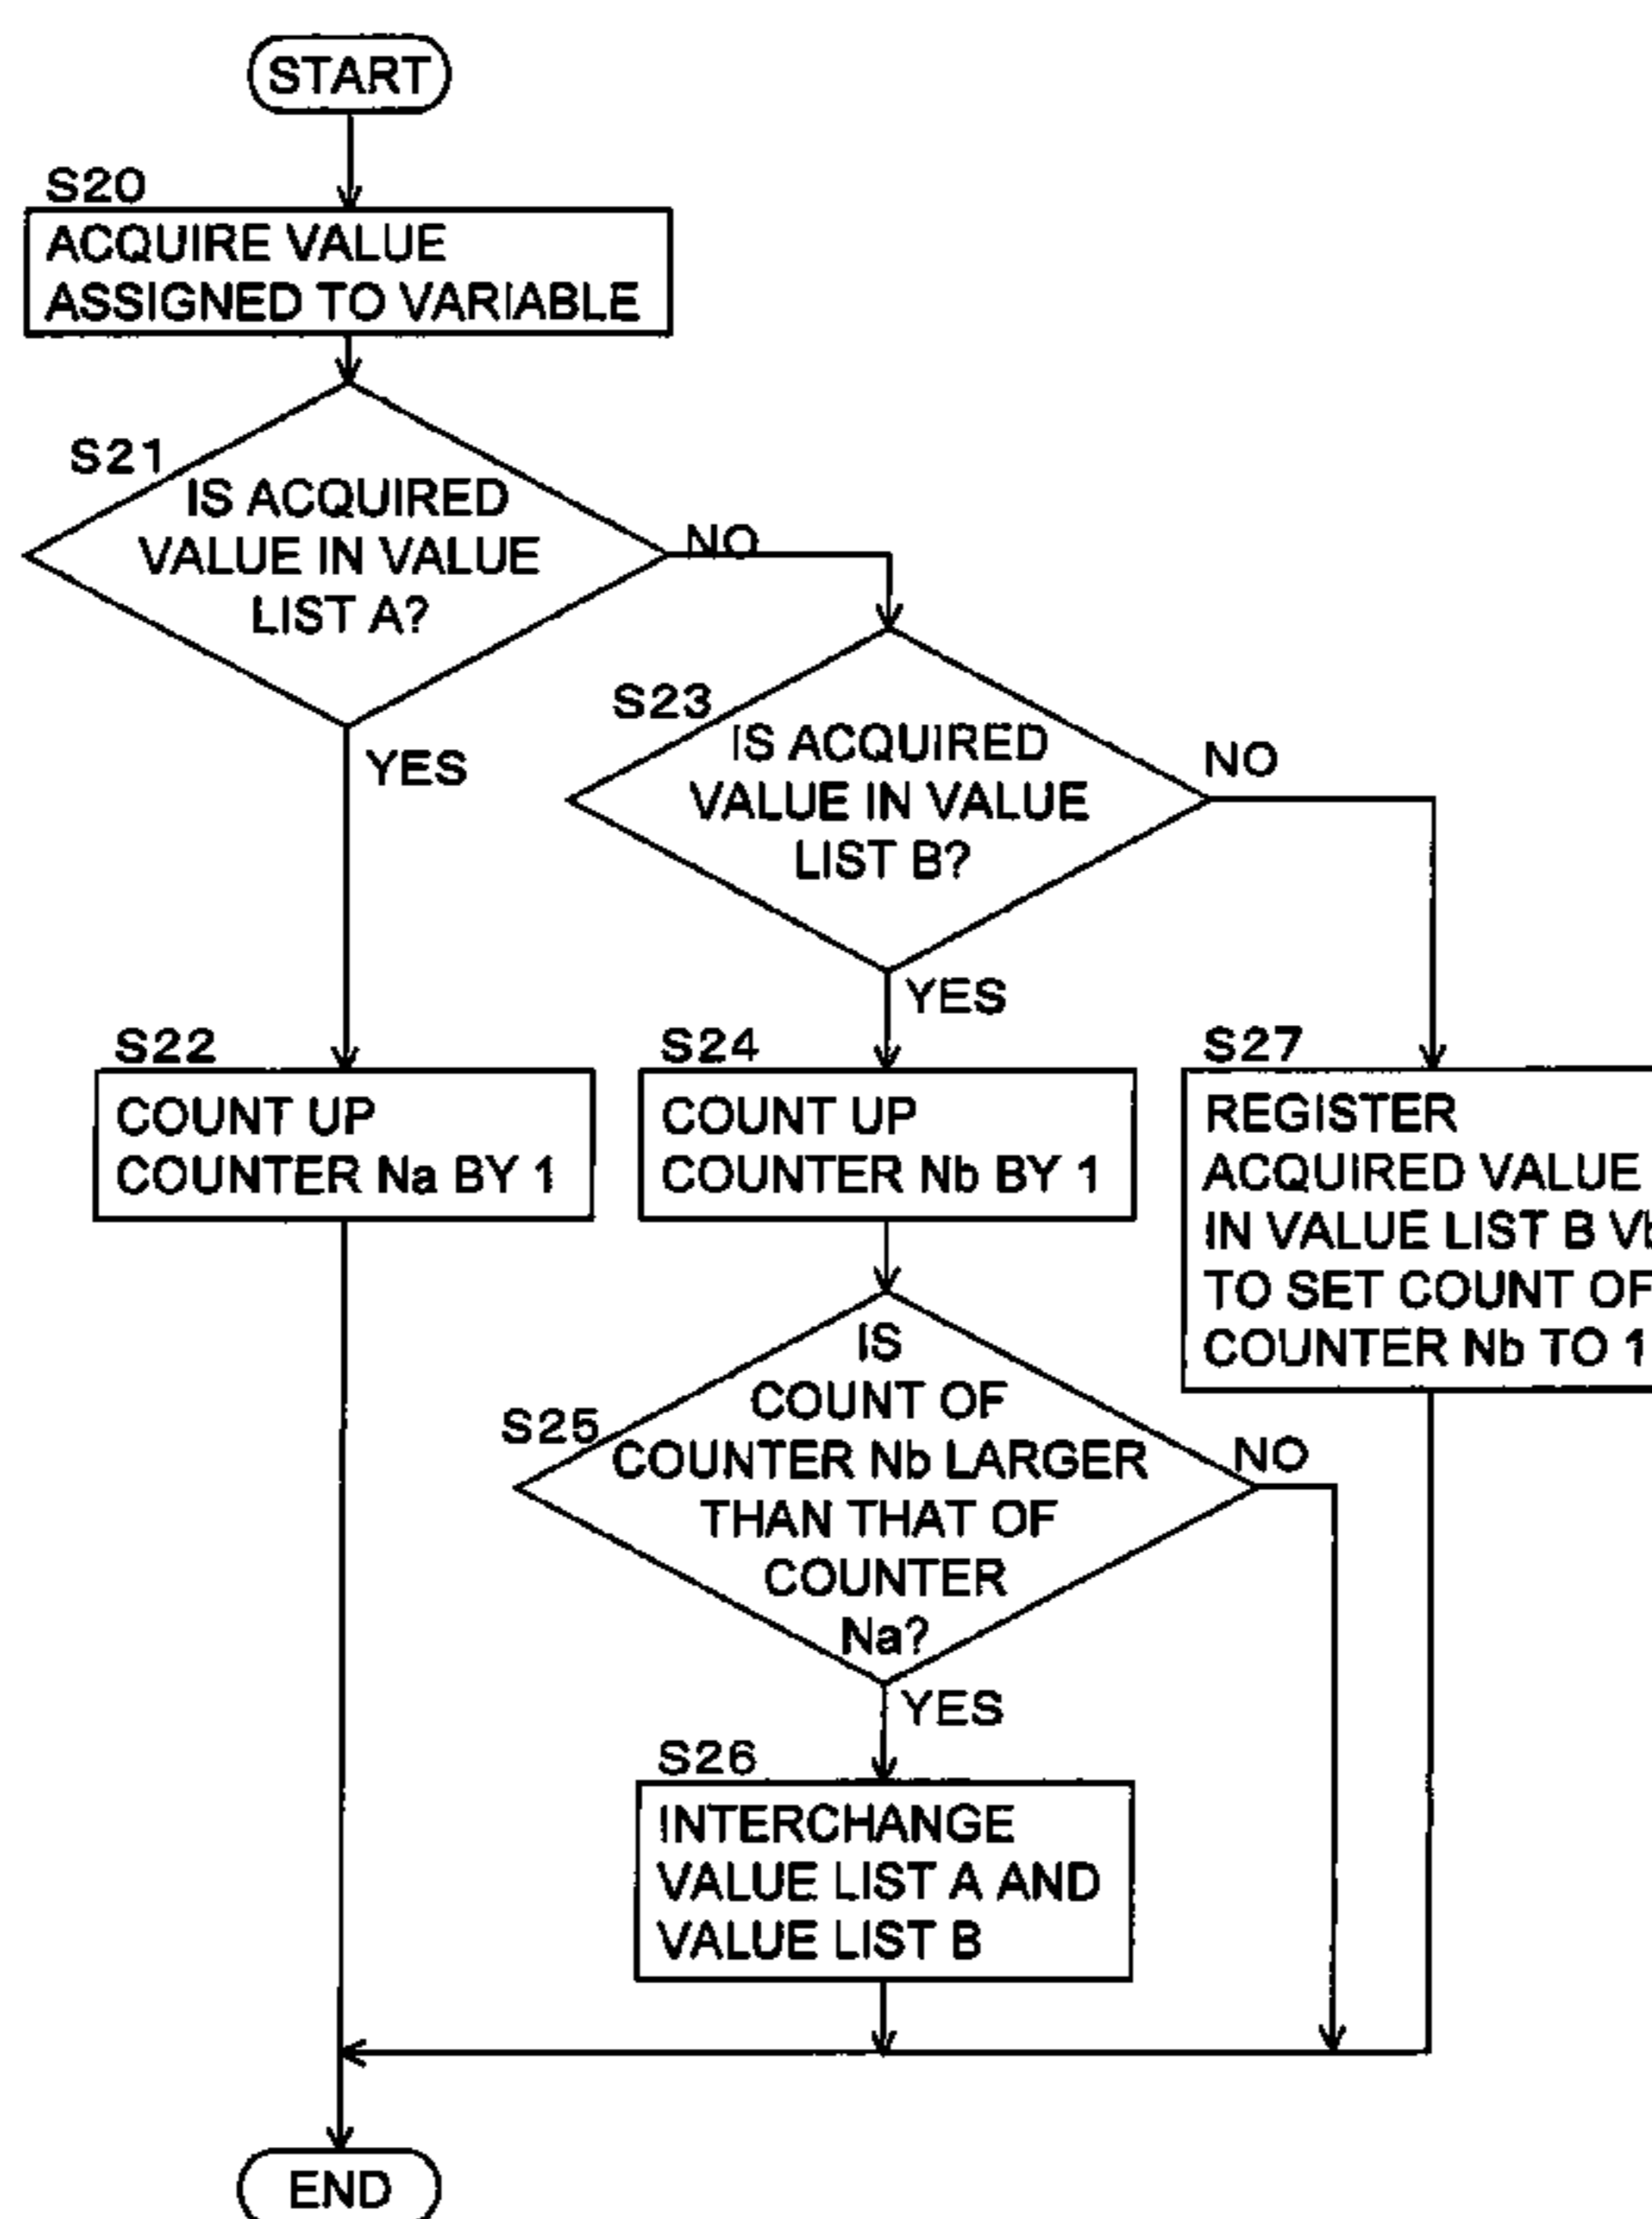 START
S20
ACQUIRE VALUE
ASSIGNED TO VARIABLE
S21
IS ACQUIRED
VALUE IN VALUE
LIST A?
NO
YES
S23
IS ACQUIRED
VALUE IN VALUE
LIST B?
NO
YES
S22
COUNT UP
COUNTER Na BY 1
S24
COUNT UP
COUNTER Nb BY 1
S27
REGISTER
ACQUIRED VALUE
IN VALUE LIST B Vb
TO SET COUNT OF
COUNTER Nb TO 1
S25
IS
COUNT OF
COUNTER Nb LARGER
THAN THAT OF
COUNTER
Na?
NO
YES
S26
INTERCHANGE
VALUE LIST A AND
VALUE LIST B
END